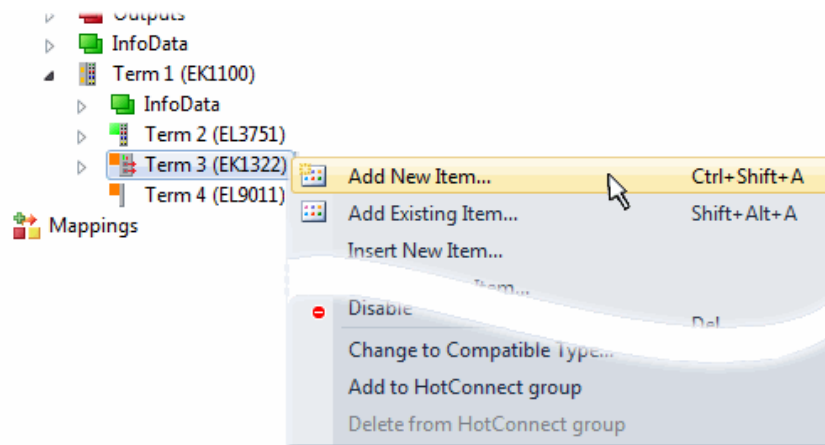 Outputs
InfoData
Term 1 (EK1100)
InfoData
Term 2 (EL3751)
Term 3 (EK1322)
Term 4 (EL9011)
Mappings
Add New Item... Ctrl+Shift+A
Add Existing Item... Shift+Alt+A
Insert New Item...
Item...
Disable Del
Change to Compatible Type...
Add to HotConnect group
Delete from HotConnect group